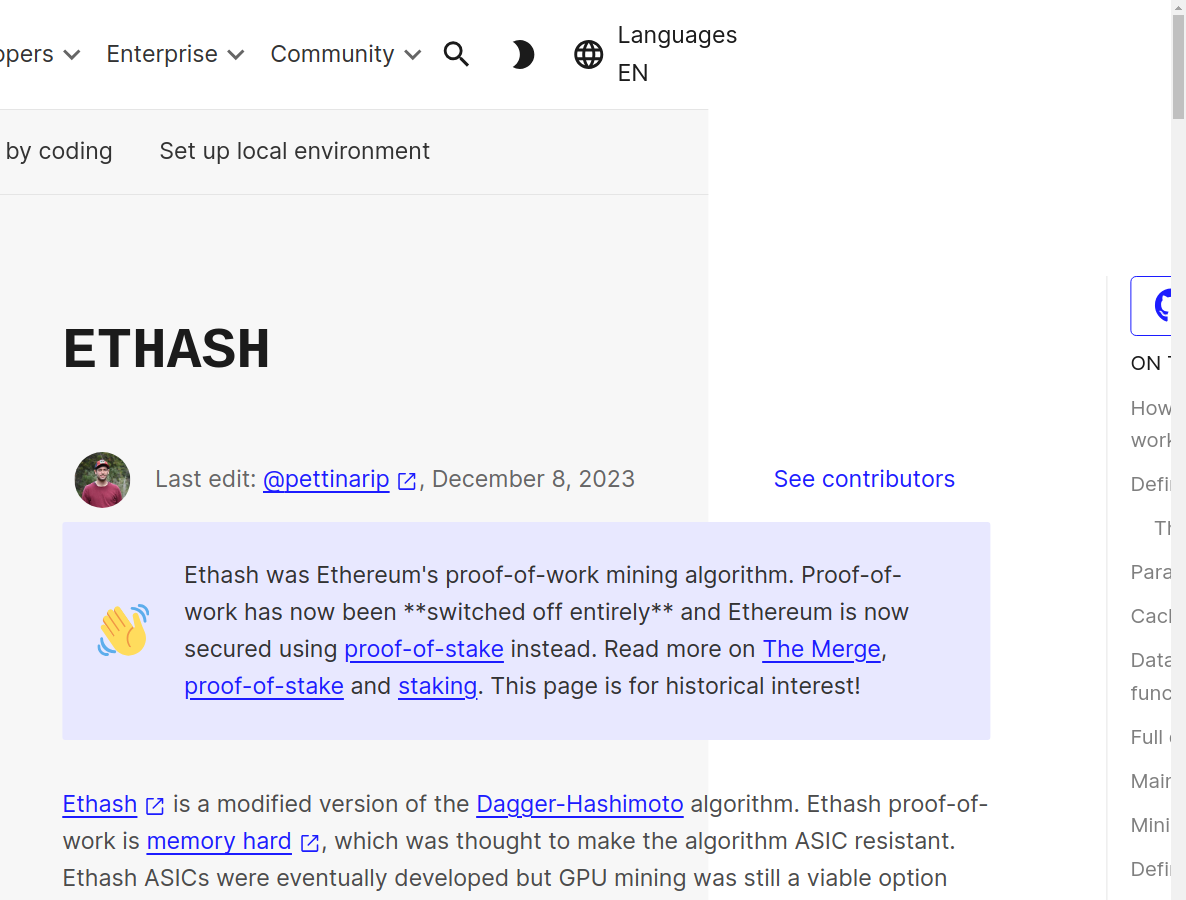 opers Enterprise Community Languages
EN
by coding Set up local environment
ETHASH
Last edit: @pettinarip, December 8, 2023 See contributors
Ethash was Ethereum's proof-of-work mining algorithm. Proof-of-
work has now been **switched off entirely** and Ethereum is now
secured using proof-of-stake instead. Read more on The Merge,
proof-of-stake and staking. This page is for historical interest!
Ethash is a modified version of the Dagger-Hashimoto algorithm. Ethash proof-of-
work is memory hard, which was thought to make the algorithm ASIC resistant.
Ethash ASICs were eventually developed but GPU mining was still a viable option
ON
How
work
Defi
Th
Para
Data
func
Full
Main
Mini
Defi